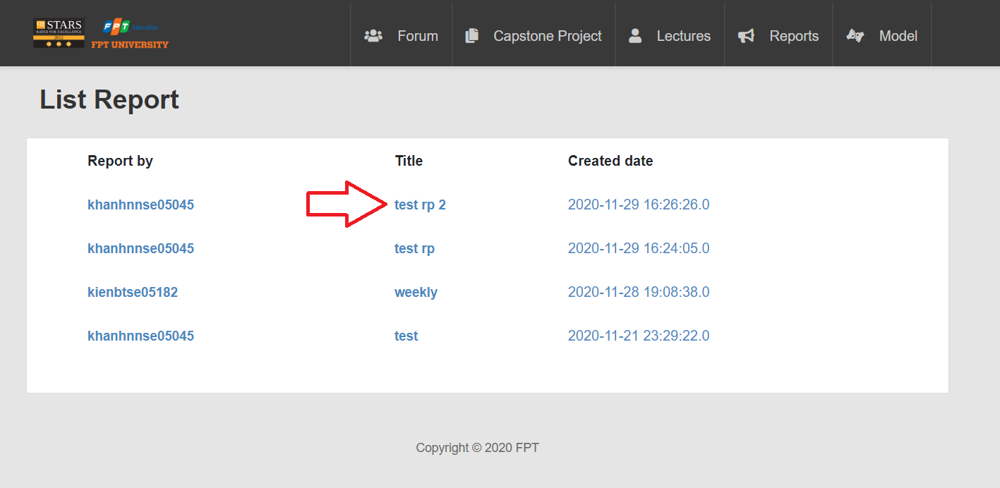 STARS
RATED FOR EXCELLENCE
2012
FPT Education
FPT UNIVERSITY
Forum
Capstone Project
Lectures
Reports
Model
List Report
Report by Title Created date
khanhnnse05045 test rp 2 2020-11-29 16:26:26.0
khanhnnse05045 test rp 2020-11-29 16:24:05.0
kienbtse05182 weekly 2020-11-28 19:08:38.0
khanhnnse05045 test 2020-11-21 23:29:22.0
Copyright © 2020 FPT